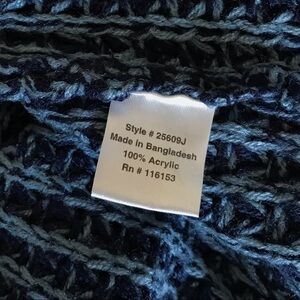 Style # 25609J
Made in Bangladesh
100% Acrylic
Rn # 116153